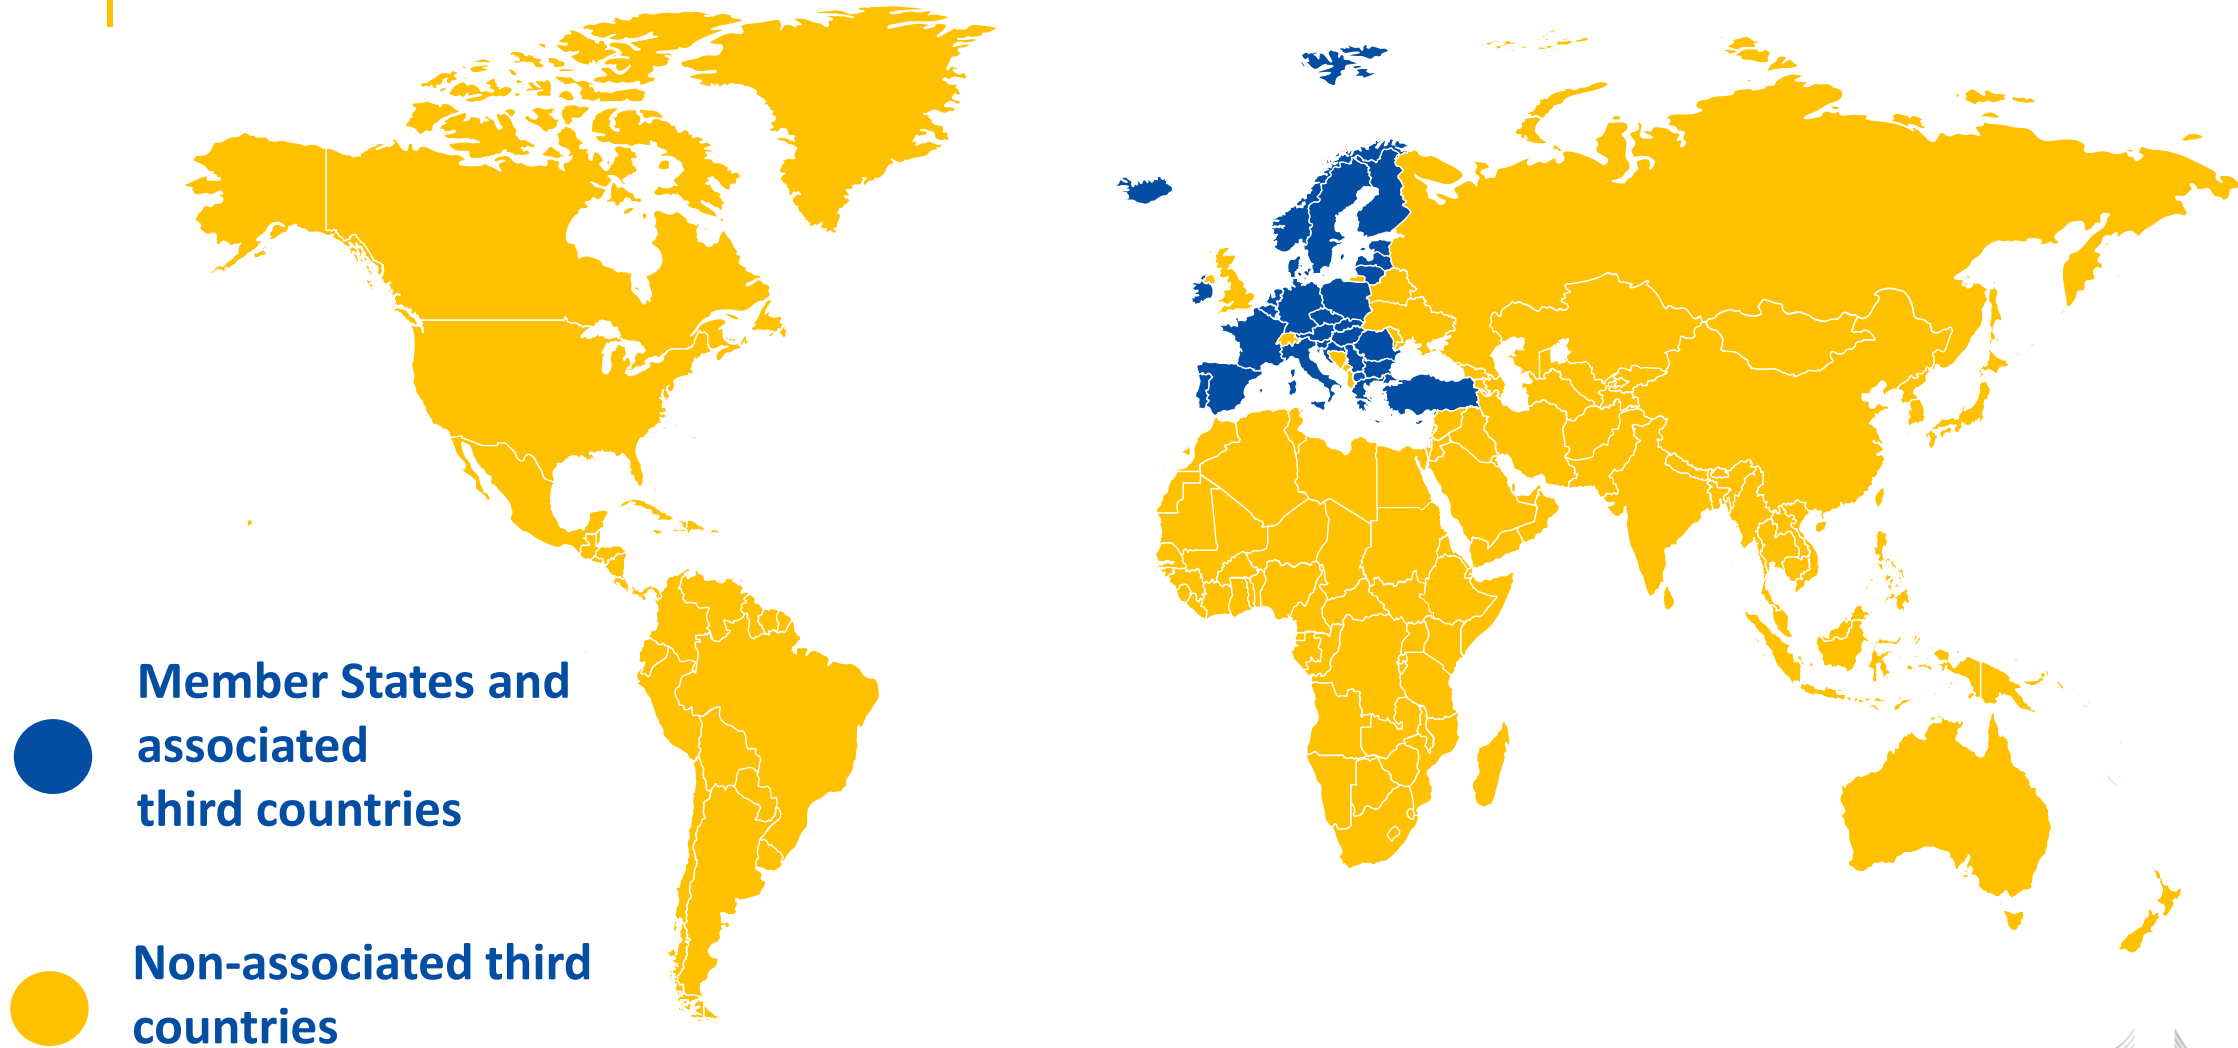 Member States and
associated
third countries
Non-associated third
countries